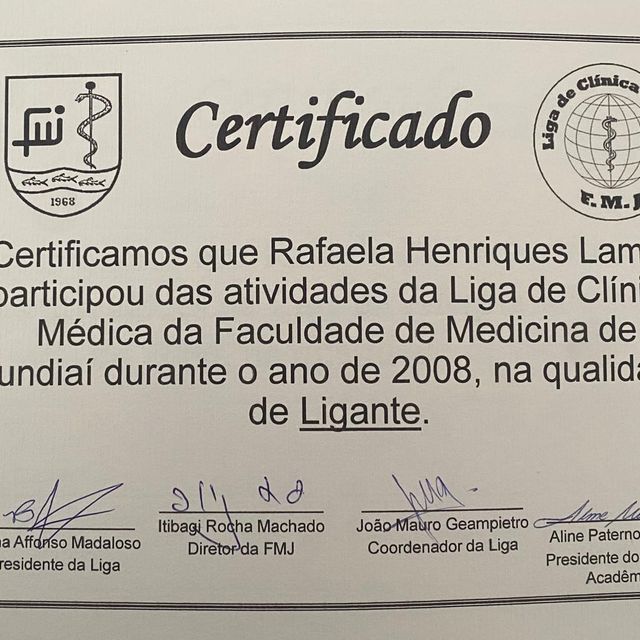 fmj
1968
Certificado
Liga de Clínica
F.M.J
Certificamos que Rafaela Henriques Lam
participou das atividades da Liga de Clíni
Médica da Faculdade de Medicina de
undiaí durante o ano de 2008, na qualida
de Ligante.
na Affonso Madaloso
residente da Liga
Itibagi Rocha Machado
Diretor da FMJ
João Mauro Geampietro
Coordenador da Liga
Aline Paterno
Presidente do
Acadêm